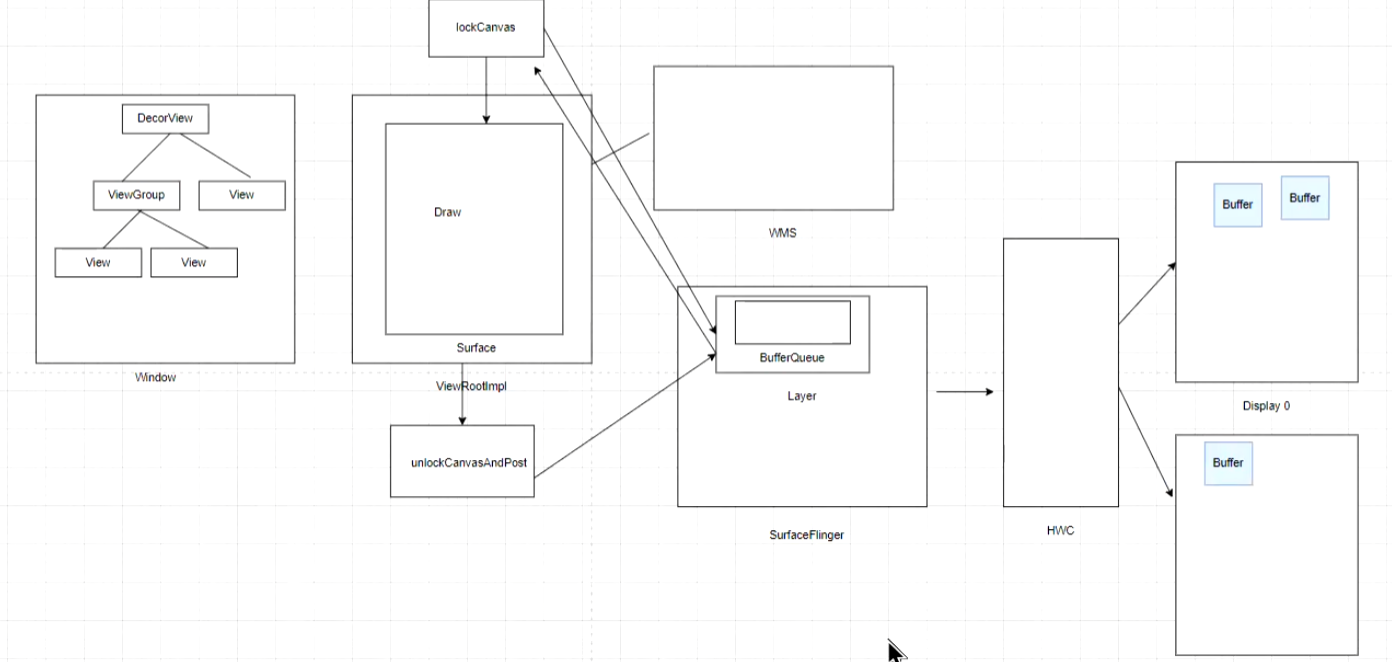 lockCanvas
DecorView
ViewGroup
View
View
View
Window
Draw
Surface
ViewRootImpl
unlockCanvasAndPost
WMS
BufferQueue
Layer
SurfaceFlinger
HWC
Buffer
Buffer
Display 0
Buffer